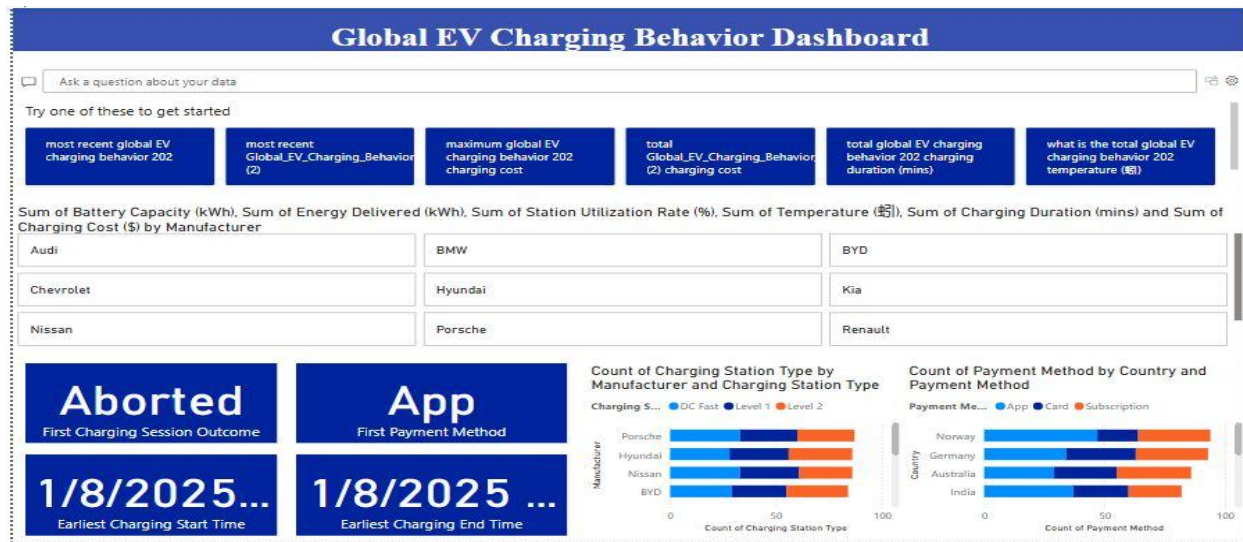 Global EV Charging Behavior Dashboard
Ask a question about your data
Try one of these to get started
most recent global EV
charging behavior 202
most recent
Global_EV_Charging_Behavior
(2)
maximum global EV
charging behavior 202
charging cost
total
Global_EV_Charging_Behavior_
(2) charging cost
total global EV charging
behavior 202 charging
duration (mins)
what is the total global EV
charging behavior 202
temperature (蚓)
Sum of Battery Capacity (kWh), Sum of Energy Delivered (kWh), Sum of Station Utilization Rate (%), Sum of Temperature (蚓), Sum of Charging Duration (mins) and Sum of
Charging Cost ($) by Manufacturer
Audi
BMW
BYD
Chevrolet
Hyundai
Kia
Nissan
Porsche
Renault
Aborted
First Charging Session Outcome
App
First Payment Method
1/8/2025...
Earliest Charging Start Time
1/8/2025 ...
Earliest Charging End Time
Count of Charging Station Type by
Manufacturer and Charging Station Type
Charging S... DC Fast Level 1 Level 2
Manufacturer
Porsche
Hyundai
Nissan
BYD
0 50 100
Count of Charging Station Type
Count of Payment Method by Country and
Payment Method
Payment Me... App Card Subscription
Country
Norway
Germany
Australia
India
0 50 100
Count of Payment Method